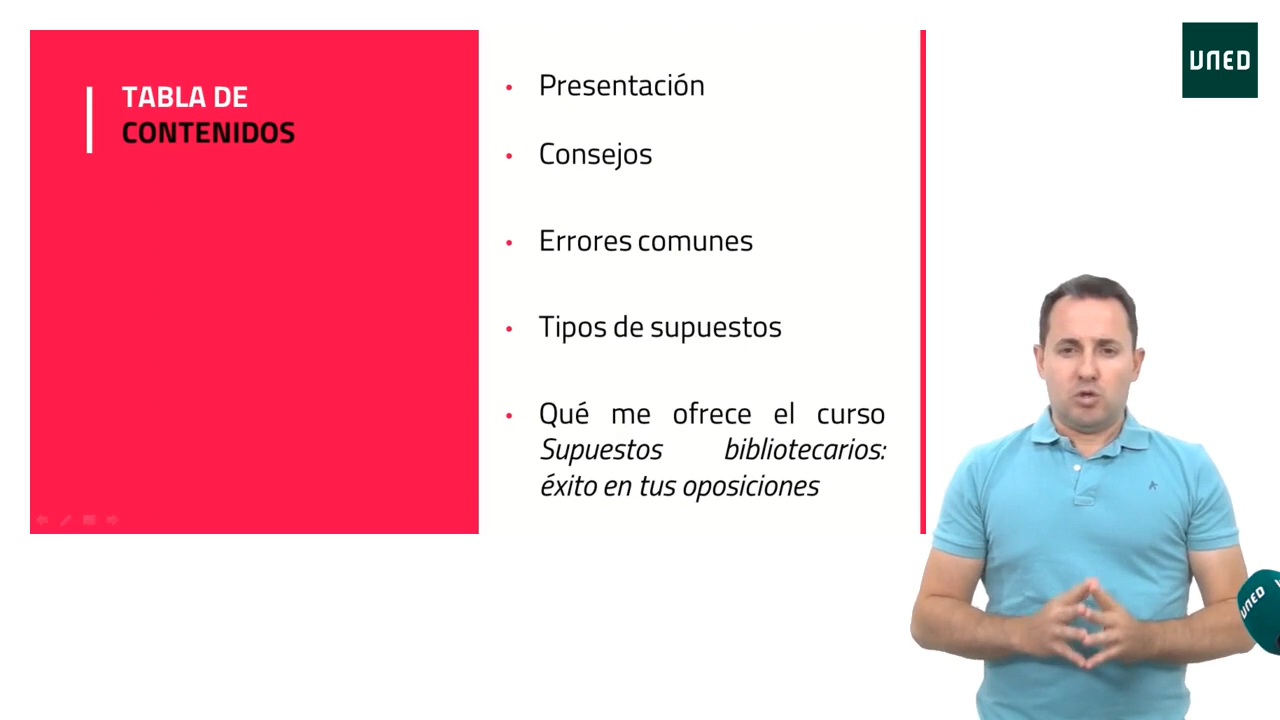 TABLA DE
CONTENIDOS
• Presentación
• Consejos
• Errores comunes
• Tipos de supuestos
• Qué me ofrece el curso
Supuestos bibliotecarios:
éxito en tus oposiciones
UNED
UNED